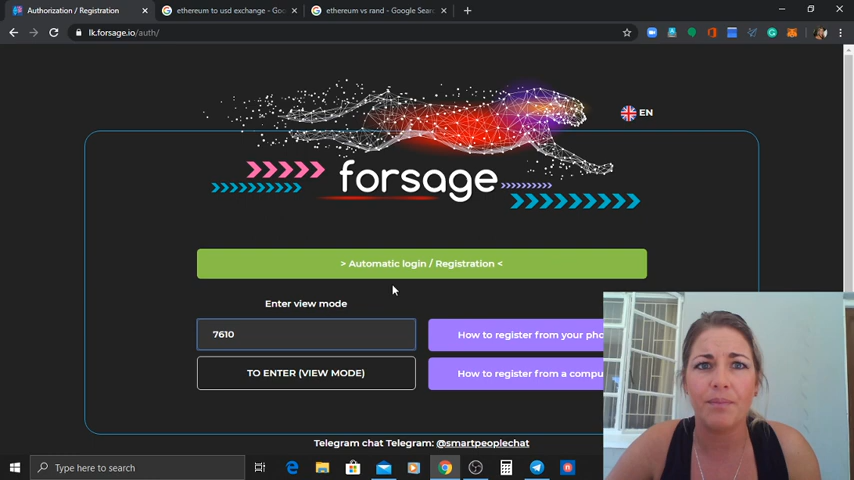 Authorization / Registration
ethereum to usd exchange - Goo
ethereum vs rand - Google Sear
lk.forsage.io/auth/
EN
forsage
> Automatic login / Registration <
Enter view mode
7610
How to register from your pho
TO ENTER (VIEW MODE)
How to register from a compu
Telegram chat Telegram: @smartpeoplechat
Type here to search